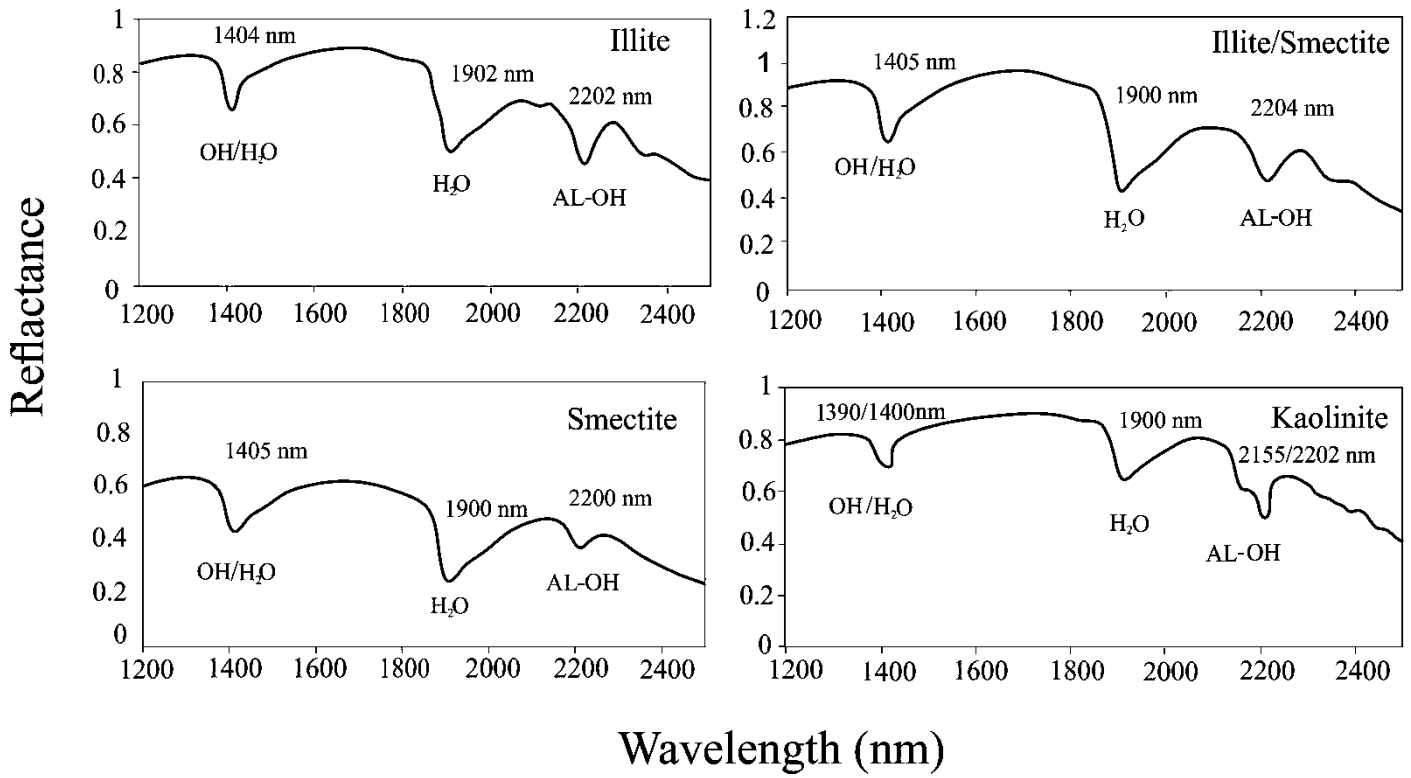 Reflactance
1
0.8
0.6
0.4
0.2
0
1404 nm
Illite
1902 nm
2202 nm
OH/H₂O
H₂O
AL-OH
1200 1400 1600 1800 2000 2200 2400
1.2
1
0.8
0.6
0.4
0.2
0
Illite/Smectite
1405 nm
1900 nm
2204 nm
OH/H₂O
H₂O
AL-OH
1200 1400 1600 1800 2000 2200 2400
1
0.8
0.6
0.4
0.2
0
Smectite
1405 nm
1900 nm
2200 nm
OH/H₂O
H₂O
AL-OH
1200 1400 1600 1800 2000 2200 2400
1
0.8
0.6
0.4
0.2
0
1390/1400nm
1900 nm
Kaolinite
2155/2202 nm
OH/H₂O
H₂O
AL-OH
1200 1400 1600 1800 2000 2200 2400
Wavelength (nm)